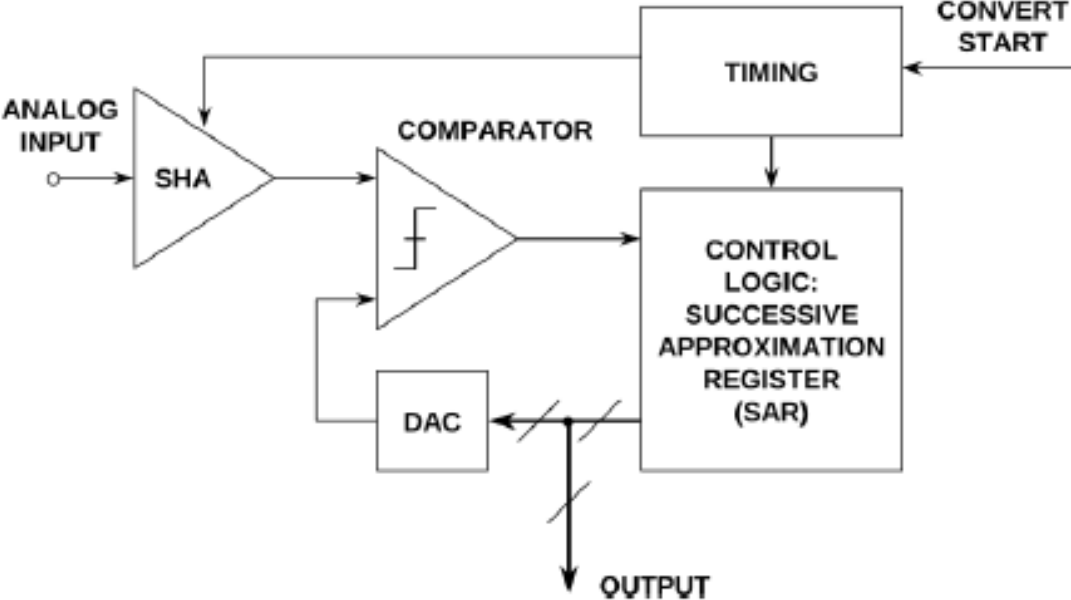 CONVERT
START
TIMING
ANALOG
INPUT
COMPARATOR
SHA
CONTROL
LOGIC:
SUCCESSIVE
APPROXIMATION
REGISTER
(SAR)
DAC
OUTPUT